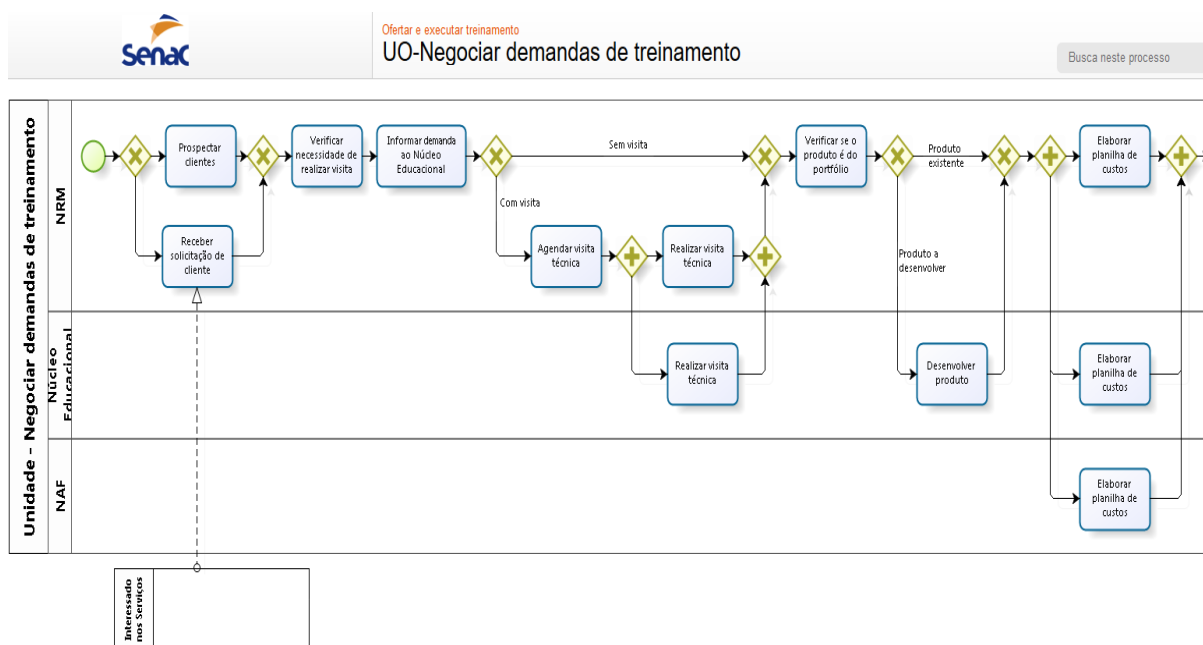 Senac
Ofertar e executar treinamento
UO-Negociar demandas de treinamento
Busca neste processo
Unidade - Negociar demandas de treinamento
NRM
Prospectar
clientes
Receber
solicitação de
cliente
Verificar
necessidade de
realizar visita
Informar demanda
ao Núcleo
Educacional
Sem visita
Com visita
Agendar visita
técnica
Realizar visita
técnica
Verificar se o
produto é do
portfólio
Produto
existente
Produto a
desenvolver
Elaborar
planilha de
custos
Núcleo
Educacional
Realizar visita
técnica
Desenvolver
produto
Elaborar
planilha de
custos
NAF
Elaborar
planilha de
custos
Interessado
nos Serviços